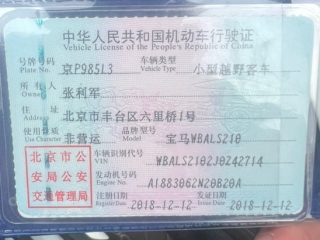 中华人民共和国机动车行驶证
Vehicle License of the People's Republic of China
号牌号码 京P985L3 车辆类型 小型越野客车
Plate No. Vehicle Type
所有人 张利军
Owner
住址 北京市丰台区六里桥1号
Address
使用性质 非营运 品牌型号 宝马WBALS210
北京市公
安局公安
交通管理局
车辆识别代号 WBALS2102J0242714
VIN
发动机号码 A1883062N20B20A
Engine No.
注册日期 2018-12-12 发证日期 2018-12-12
Register Date Issue Date